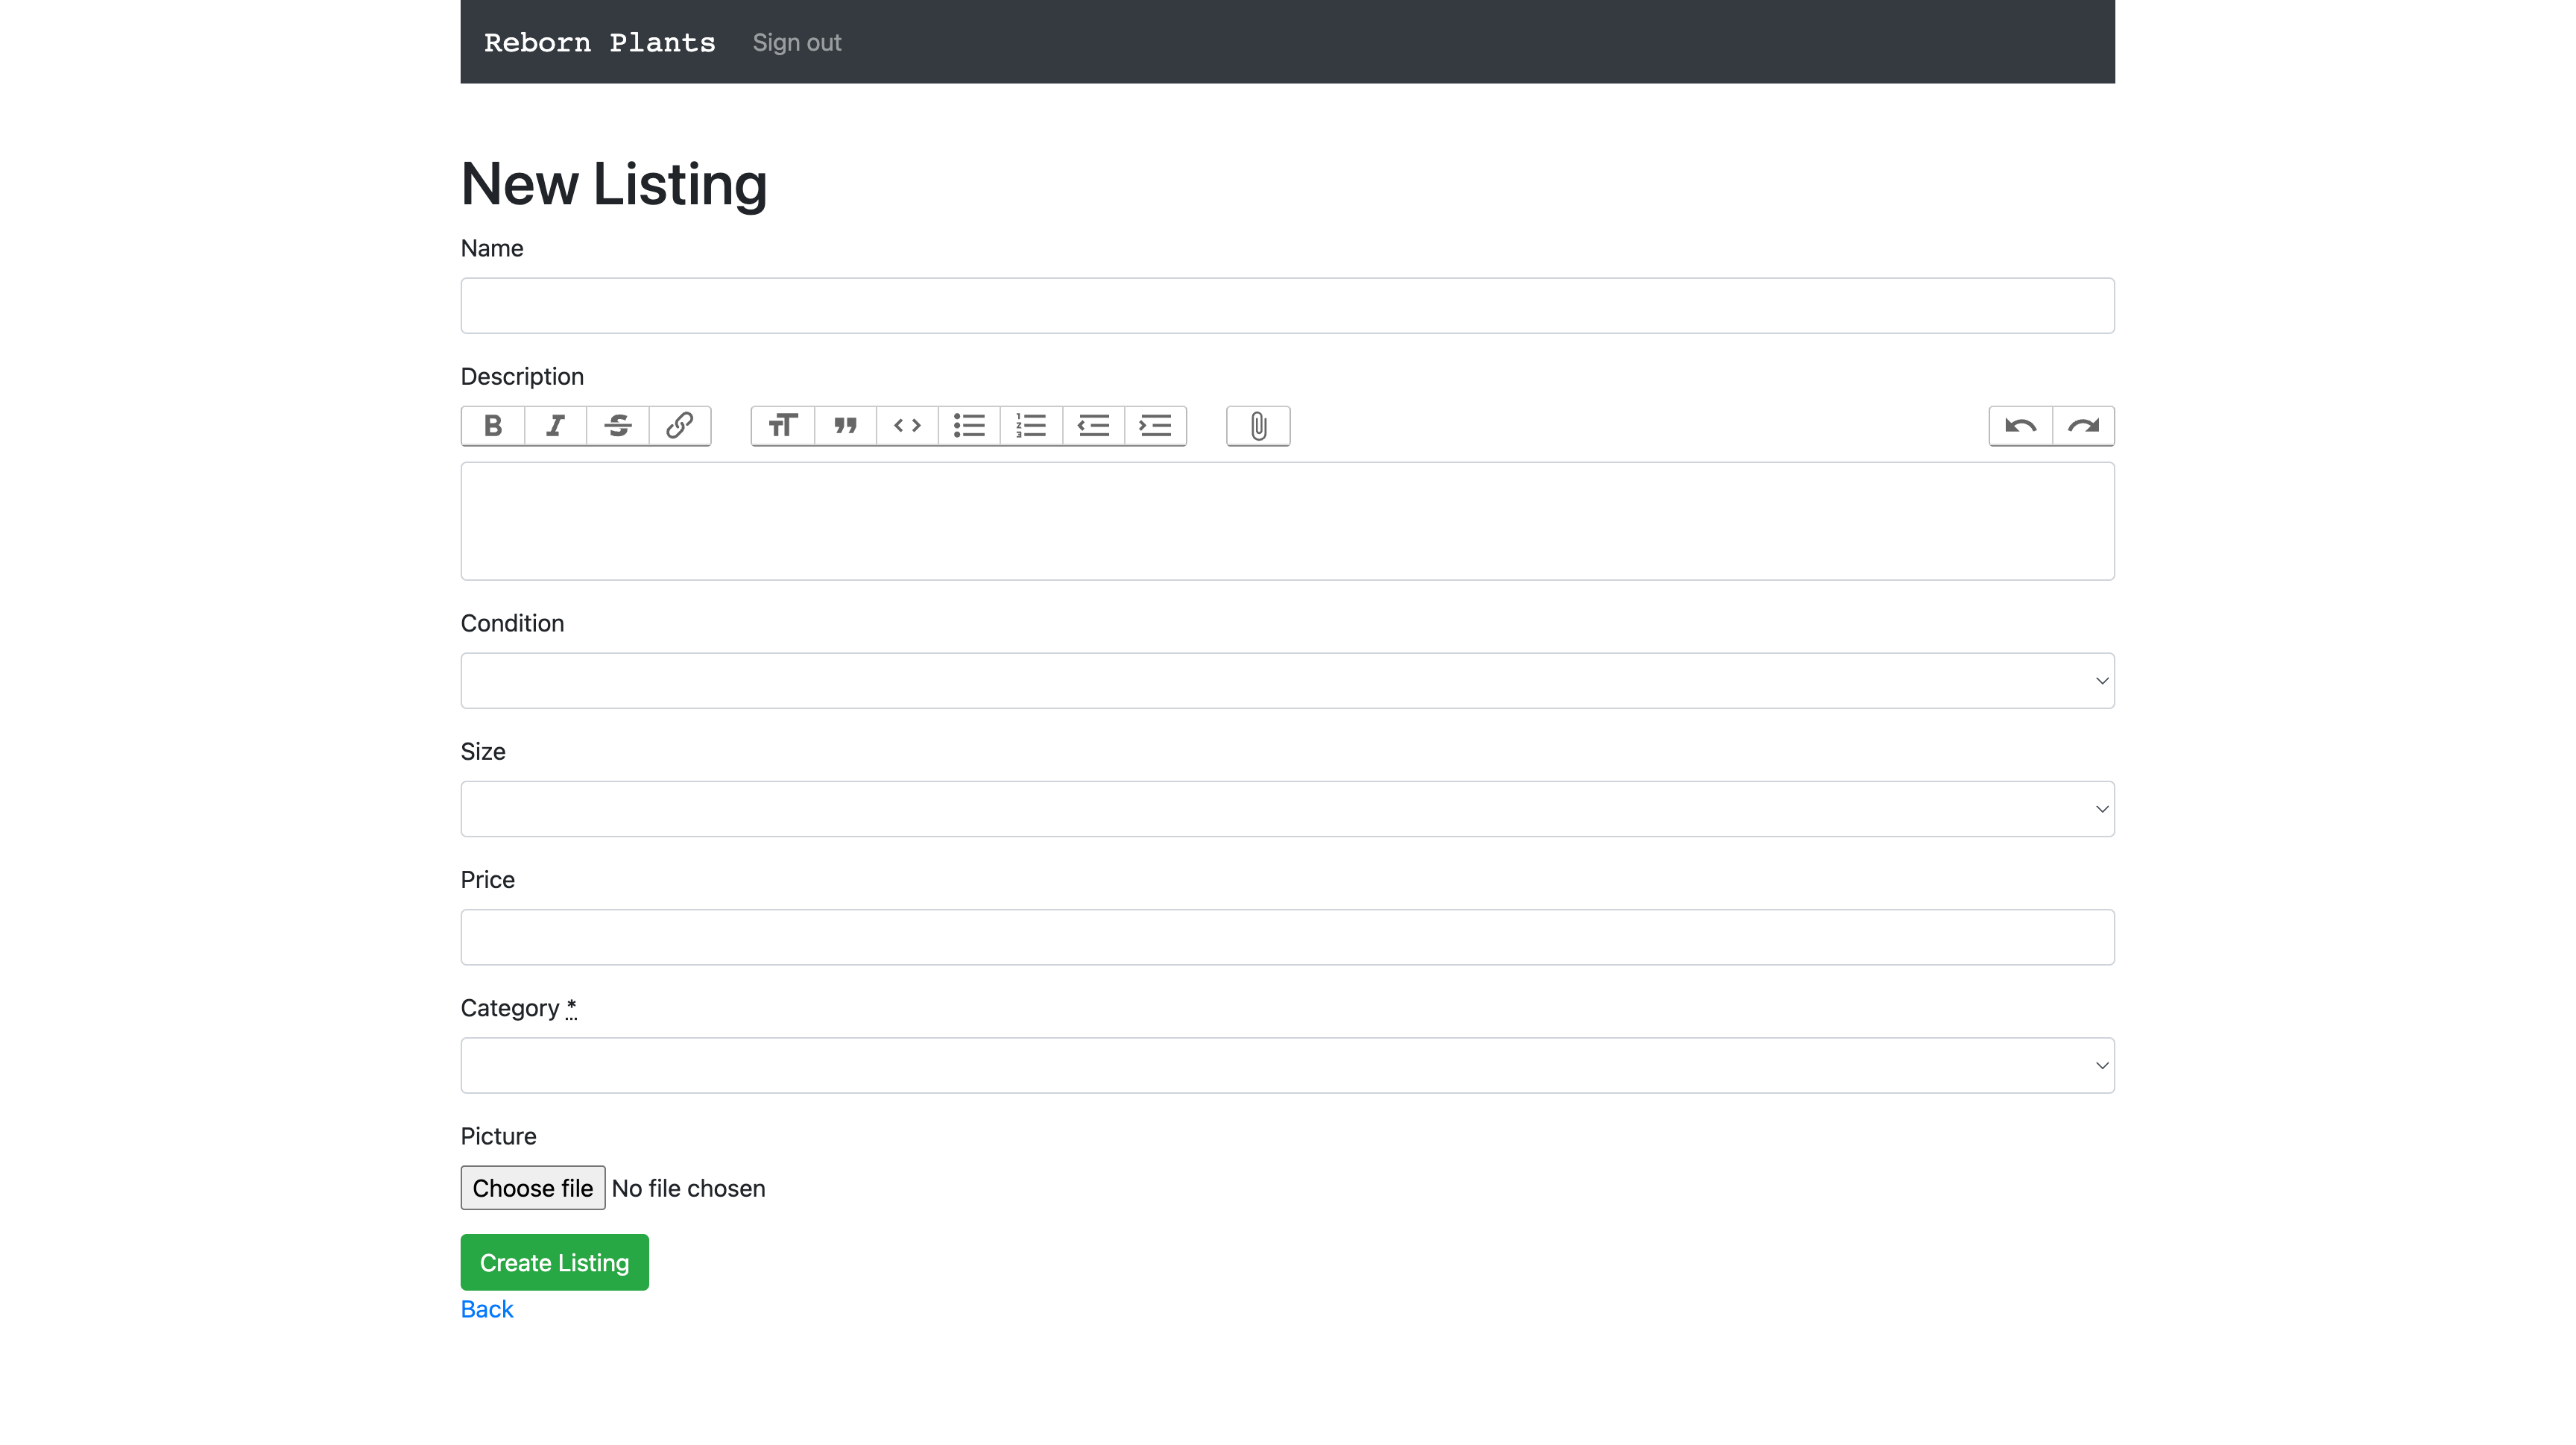 Reborn Plants Sign out
New Listing
Name
Description
Condition
Size
Price
Category *
Picture
Choose file No file chosen
Create Listing
Back